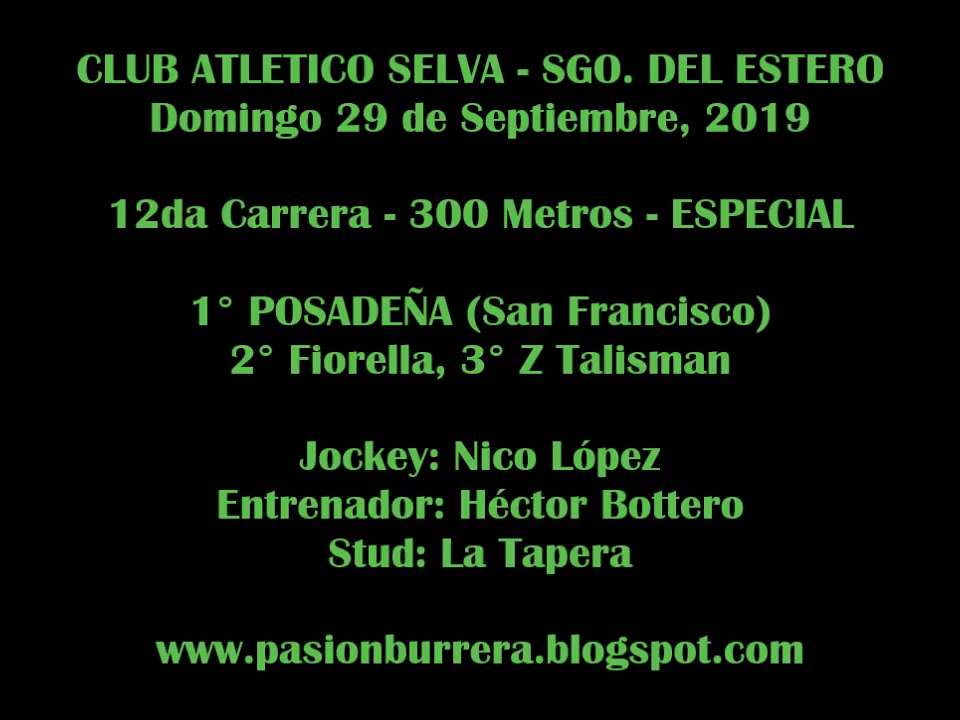 CLUB ATLETICO SELVA - SGO. DEL ESTERO
Domingo 29 de Septiembre, 2019
12da Carrera - 300 Metros - ESPECIAL
1° POSADEÑA (San Francisco)
2° Fiorella, 3° Z Talisman
Jockey: Nico López
Entrenador: Héctor Bottero
Stud: La Tapera
www.pasionburrera.blogspot.com